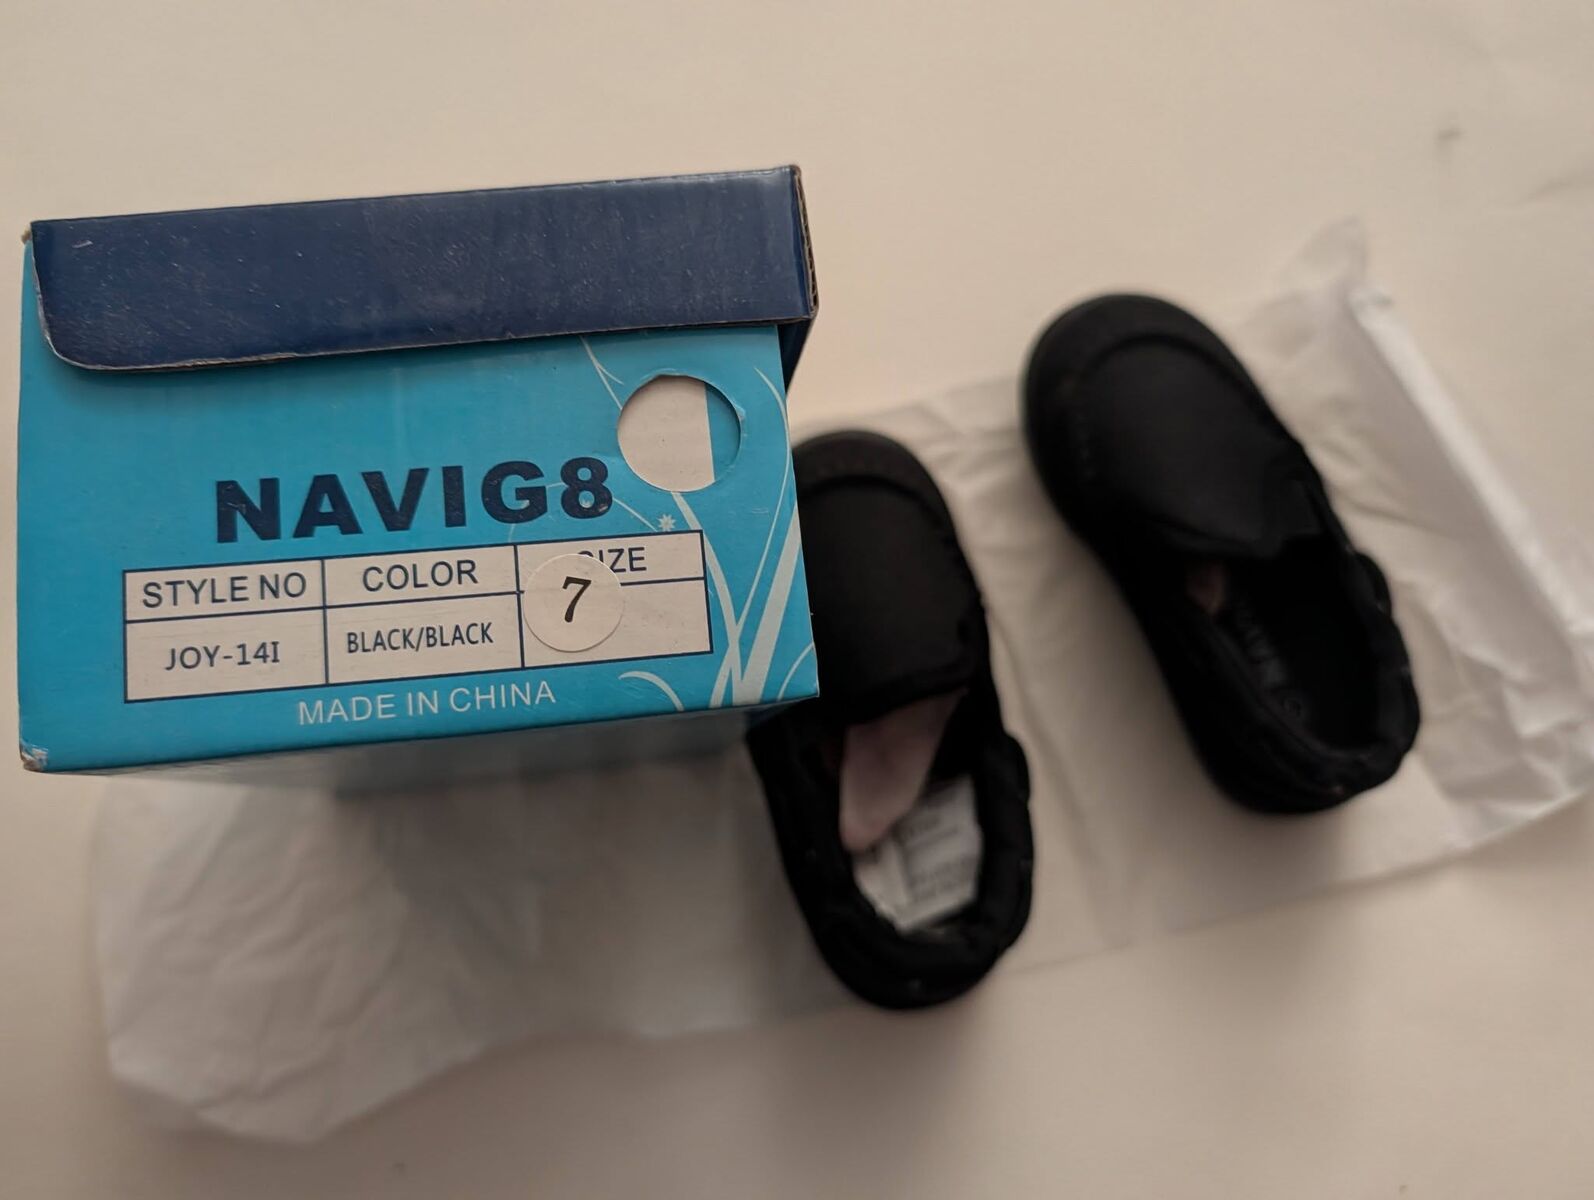 NAVIG8
STYLE NO COLOR SIZE
JOY-14I BLACK/BLACK 7
MADE IN CHINA